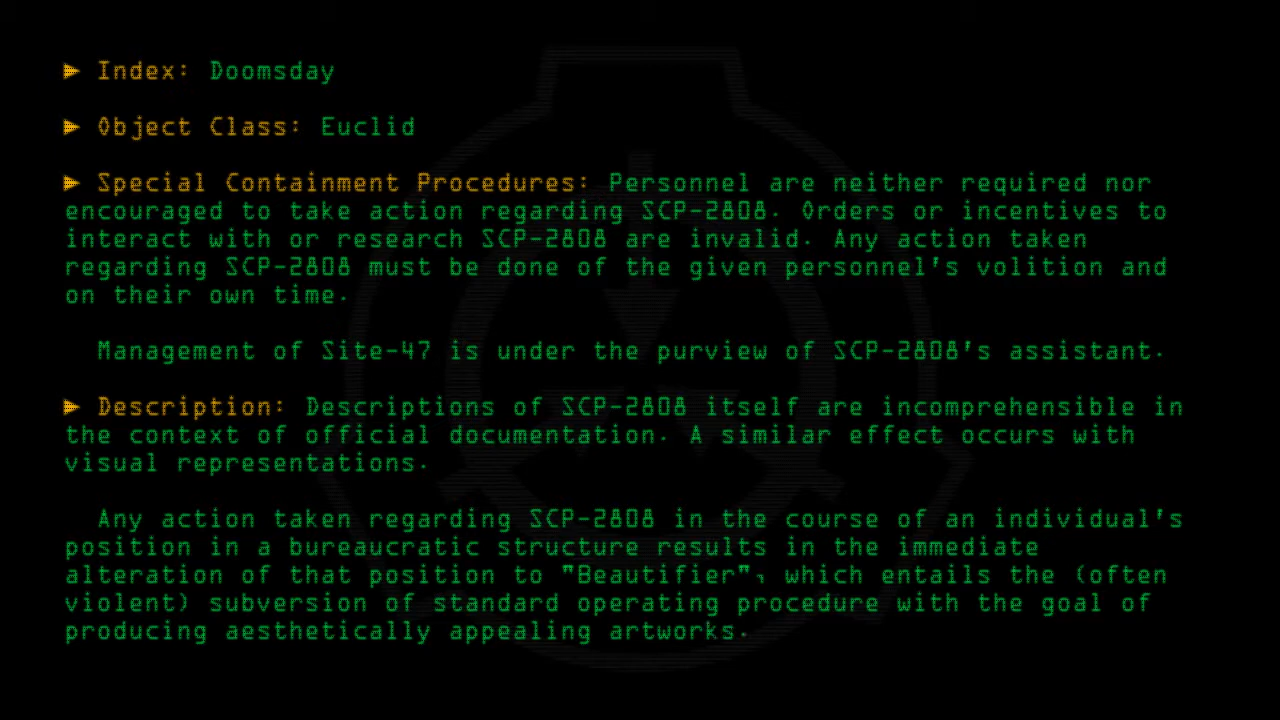 ► Index: Doomsday
► Object Class: Euclid
► Special Containment Procedures: Personnel are neither required nor
encouraged to take action regarding SCP-2808. Orders or incentives to
interact with or research SCP-2808 are invalid. Any action taken
regarding SCP-2808 must be done of the given personnel's volition and
on their own time.
Management of Site-47 is under the purview of SCP-2808's assistant.
► Description: Descriptions of SCP-2808 itself are incomprehensible in
the context of official documentation. A similar effect occurs with
visual representations.
Any action taken regarding SCP-2808 in the course of an individual's
position in a bureaucratic structure results in the immediate
alteration of that position to "Beautifier", which entails the (often
violent) subversion of standard operating procedure with the goal of
producing aesthetically appealing artworks.